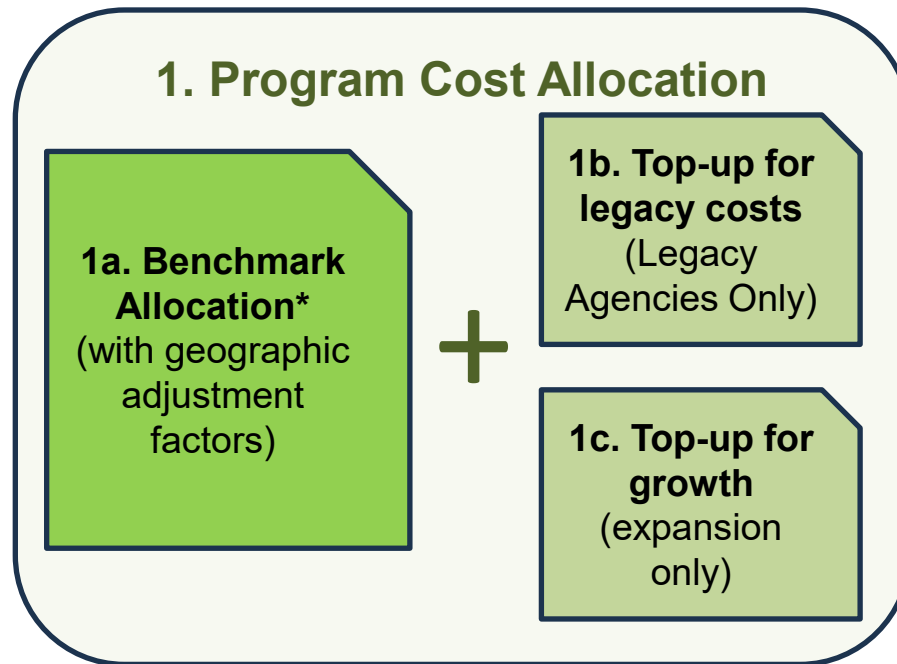 1. Program Cost Allocation
1a. Benchmark
Allocation*
(with geographic
adjustment
factors)
+
1b. Top-up for
legacy costs
(Legacy
Agencies Only)
1c. Top-up for
growth
(expansion
only)